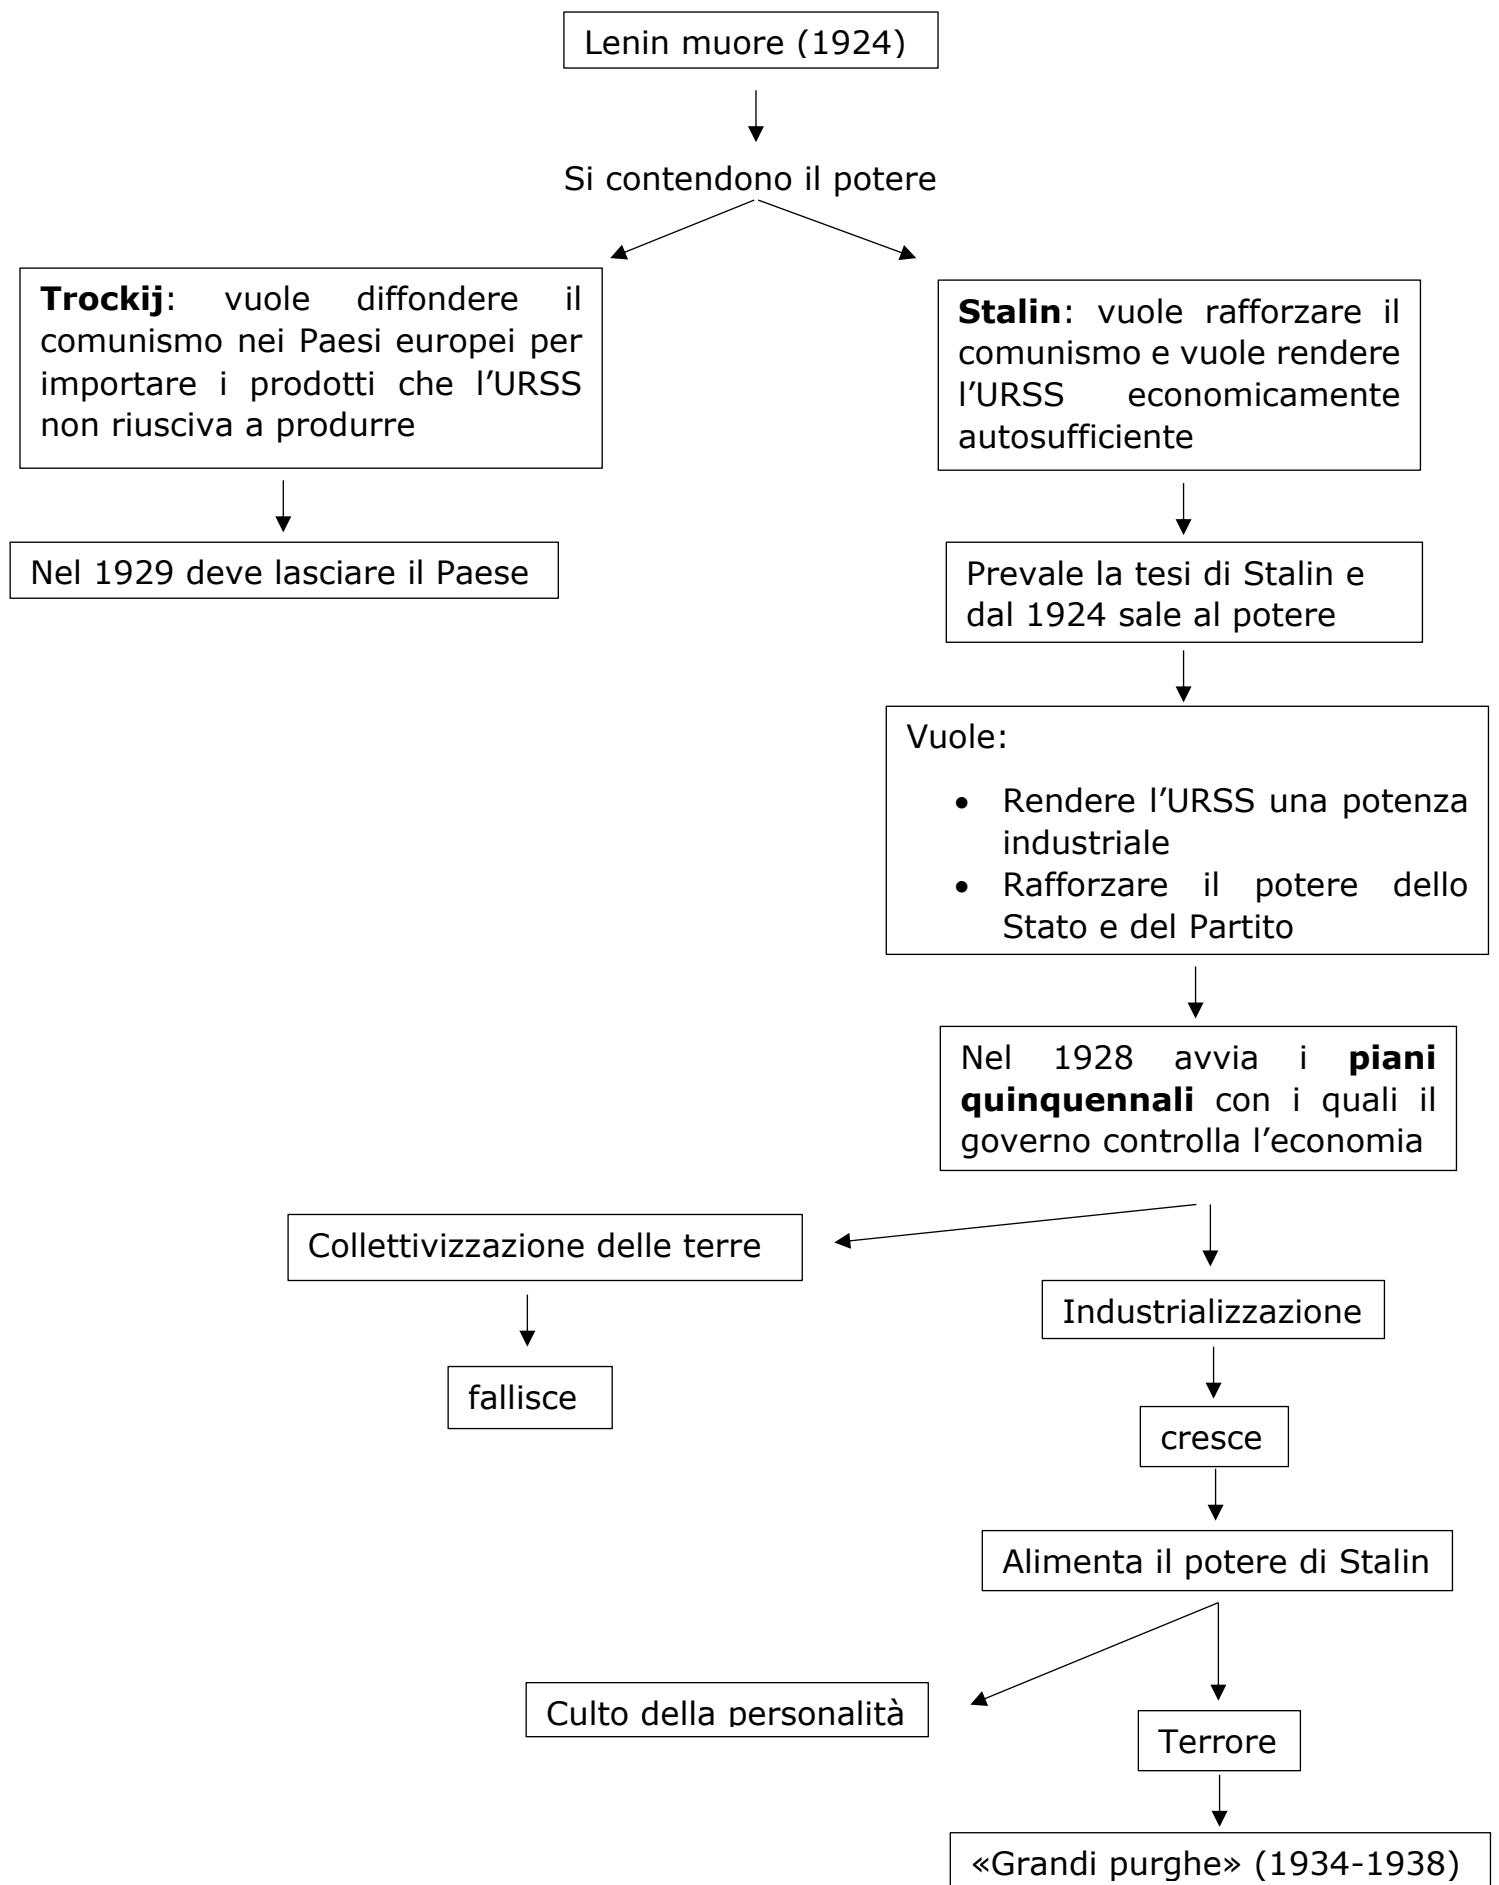 Lenin muore (1924)
Si contendono il potere
Trockij: vuole diffondere il
comunismo nei Paesi europei per
importare i prodotti che l’URSS
non riusciva a produrre
Stalin: vuole rafforzare il
comunismo e vuole rendere
l’URSS economicamente
autosufficiente
Nel 1929 deve lasciare il Paese
Prevale la tesi di Stalin e
dal 1924 sale al potere
Vuole:
• Rendere l’URSS una potenza
industriale
• Rafforzare il potere dello
Stato e del Partito
Nel 1928 avvia i piani
quinquennali con i quali il
governo controlla l’economia
Collettivizzazione delle terre
Industrializzazione
fallisce
cresce
Alimenta il potere di Stalin
Culto della personalità
Terrore
«Grandi purghe» (1934-1938)